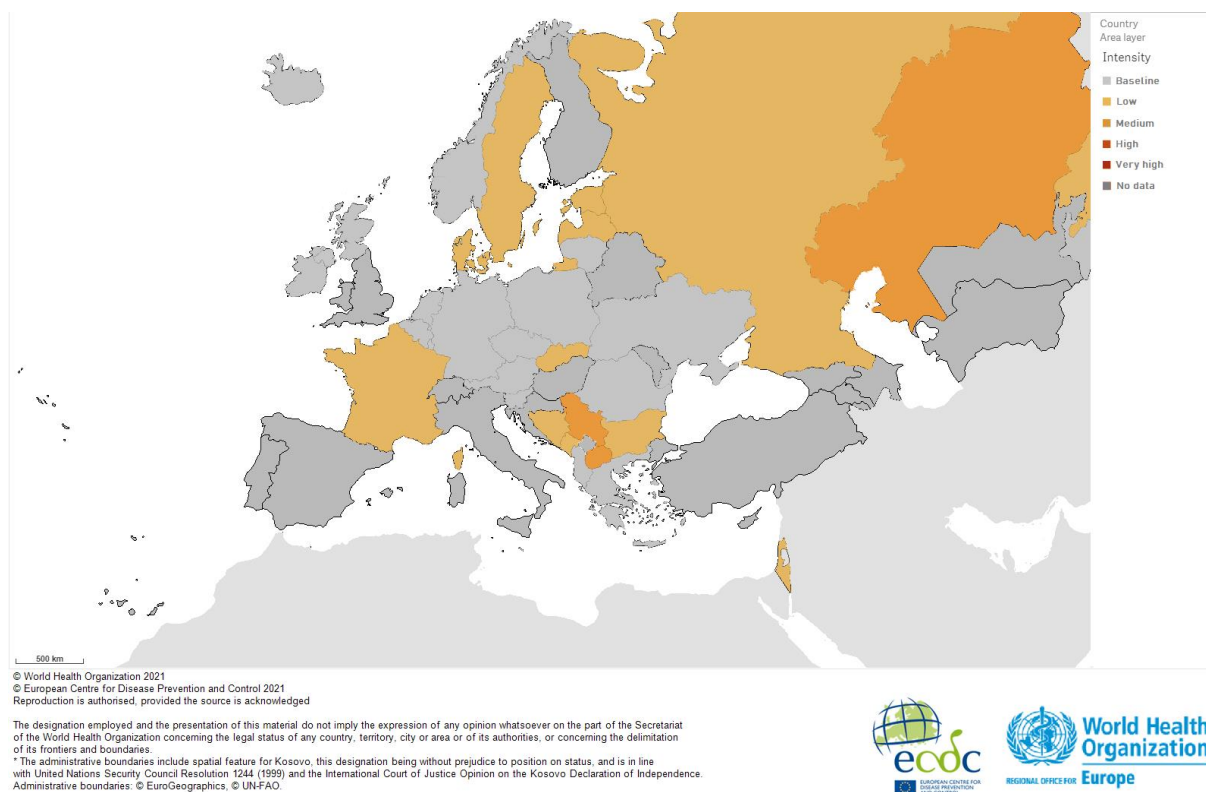 Country
Area layer
Intensity
Baseline
Low
Medium
High
Very high
No data
500 km
© World Health Organization 2021
© European Centre for Disease Prevention and Control 2021
Reproduction is authorised, provided the source is acknowledged
The designation employed and the presentation of this material do not imply the expression of any opinion whatsoever on the part of the Secretariat
of the World Health Organization concerning the legal status of any country, territory, city or area or of its authorities, or concerning the delimitation
of its frontiers and boundaries.
* The administrative boundaries include spatial feature for Kosovo, this designation being without prejudice to position on status, and is in line
with United Nations Security Council Resolution 1244 (1999) and the International Court of Justice Opinion on the Kosovo Declaration of Independence.
Administrative boundaries: © EuroGeographics, © UN-FAO.
ecdc
EUROPEAN CENTRE FOR
DISEASE PREVENTION
AND CONTROL
World Health
Organization
REGIONAL OFFICE FOR Europe